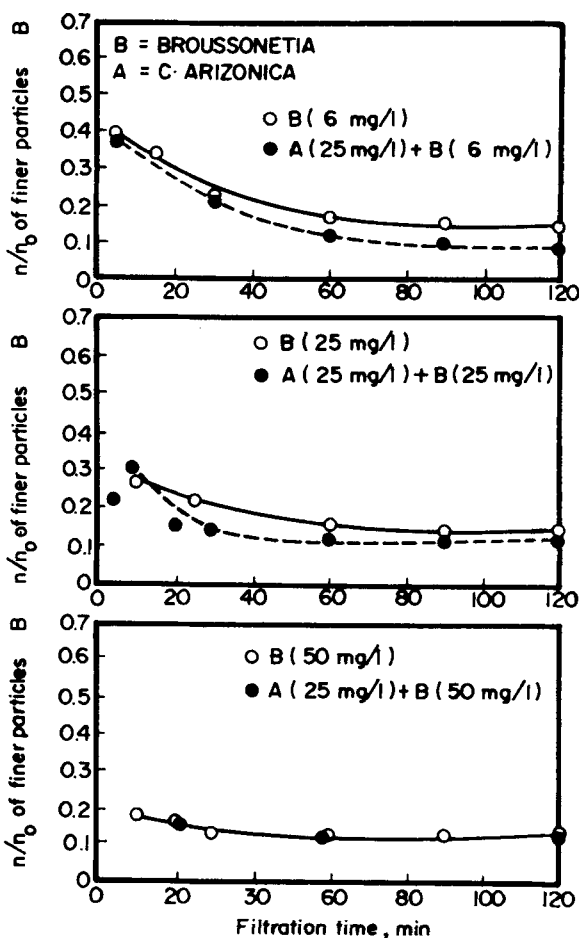 0.7
B = BROUSSONETIA
A = C· ARIZONICA
0.6
0.5
B ( 6 mg/l )
0.4
A (25 mg/l) + B( 6 mg/l)
0.3
0.2
0.1
0
0 20 40 60 80 100 120
n/n₀ of finer particles B
0.7
B (25 mg/l)
0.6
A (25 mg/l) + B(25 mg/l)
0.5
0.4
0.3
0.2
0.1
0
0 20 40 60 80 100 120
n/n₀ of finer particles B
0.7
B ( 50 mg/l )
0.6
A ( 25 mg/l) + B ( 50 mg/l )
0.5
0.4
0.3
0.2
0.1
0
0 20 40 60 80 100 120
n/n₀ of finer particles B
Filtration time , min